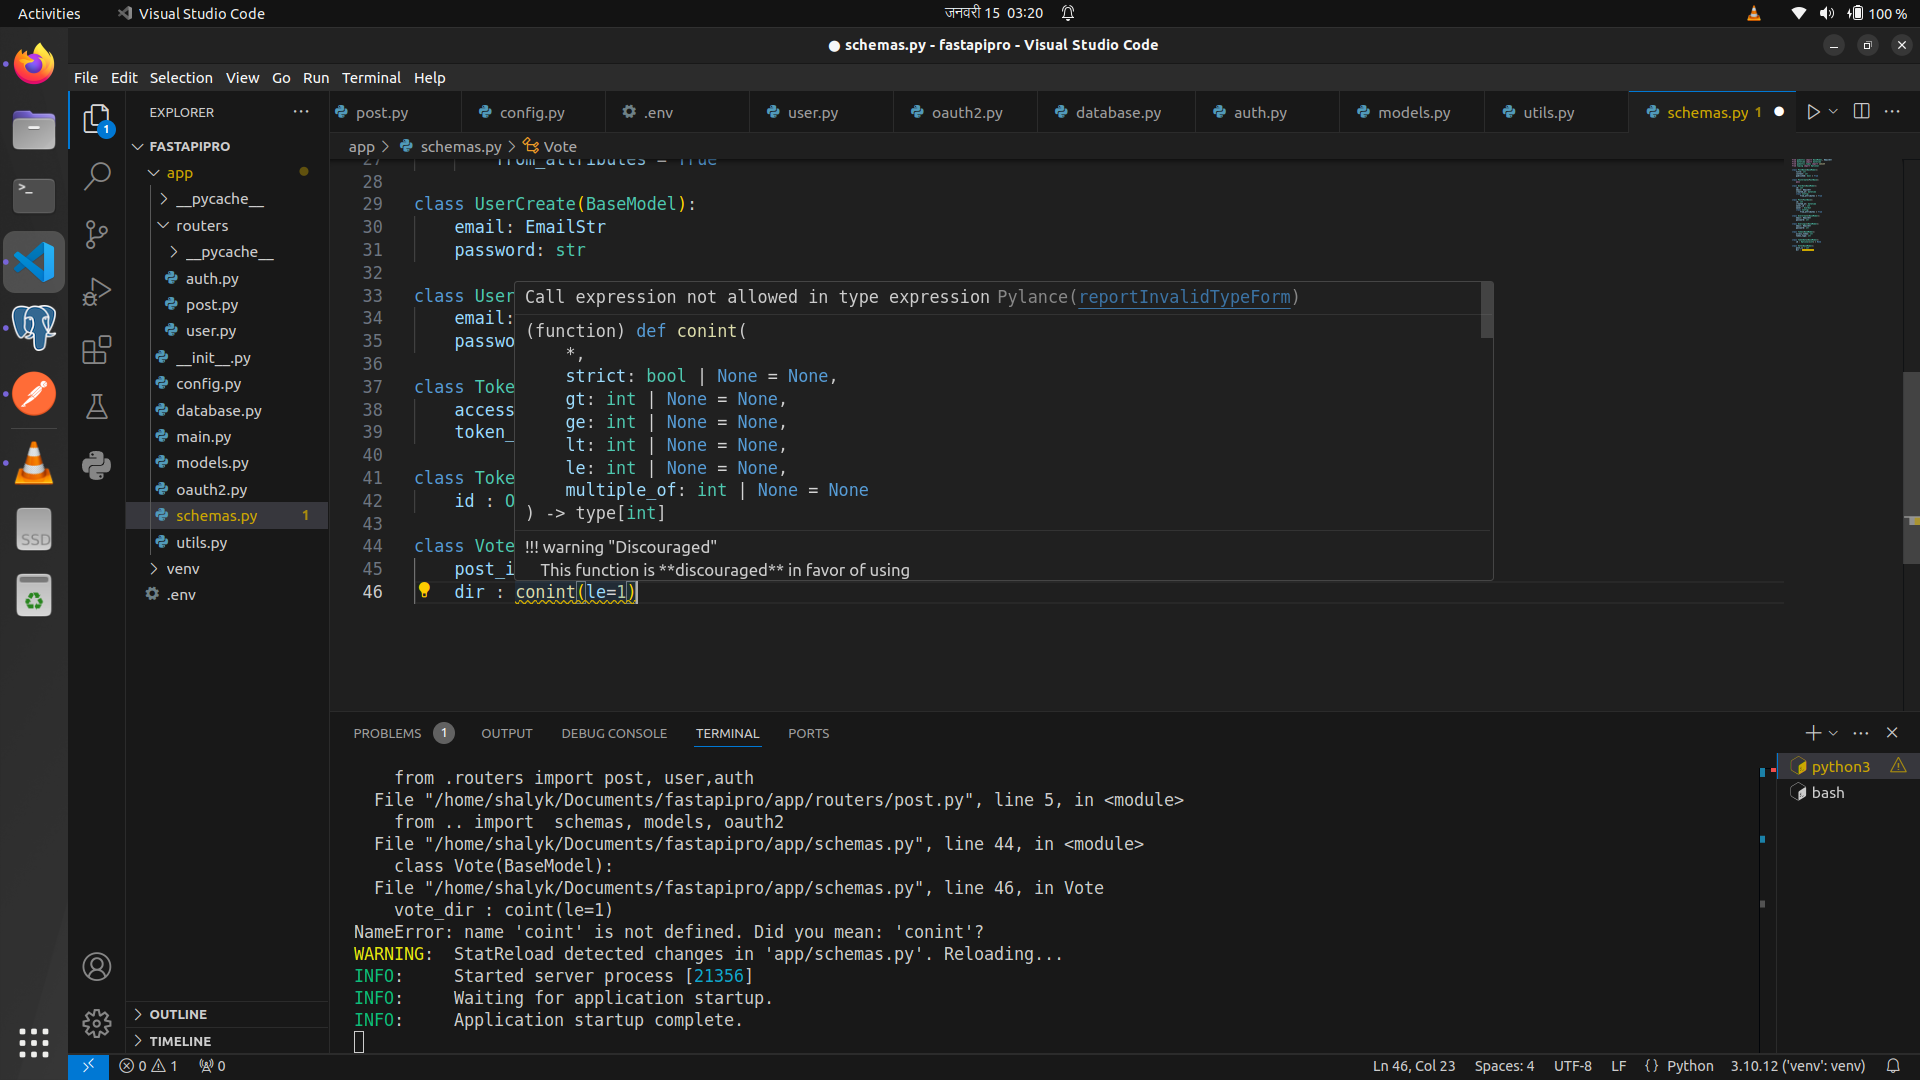 Activities
Visual Studio Code
जनवरी 15 03:20
100 %
● schemas.py - fastapipro - Visual Studio Code
File Edit Selection View Go Run Terminal Help
EXPLORER
post.py
config.py
.env
user.py
oauth2.py
database.py
auth.py
models.py
utils.py
schemas.py 1
1
FASTAPIPRO
app
__pycache__
routers
__pycache__
auth.py
post.py
user.py
__init__.py
config.py
database.py
main.py
models.py
oauth2.py
schemas.py 1
utils.py
venv
.env
OUTLINE
TIMELINE
SSD
app > schemas.py > Vote
27 from_attributes = True
28
29 class UserCreate(BaseModel):
30 email: EmailStr
31 password: str
32
33 class User
34 email:
35 passwo
36
37 class Toke
38 access
39 token_
40
41 class Toke
42 id : O
43
44 class Vote
45 post_i
46 dir : conint(le=1)
Call expression not allowed in type expression Pylance(reportInvalidTypeForm)
(function) def conint(
*,
strict: bool | None = None,
gt: int | None = None,
ge: int | None = None,
lt: int | None = None,
le: int | None = None,
multiple_of: int | None = None
) -> type[int]
!!! warning "Discouraged"
This function is **discouraged** in favor of using
PROBLEMS 1 OUTPUT DEBUG CONSOLE TERMINAL PORTS
from .routers import post, user,auth
File "/home/shalyk/Documents/fastapipro/app/routers/post.py", line 5, in <module>
from .. import  schemas, models, oauth2
File "/home/shalyk/Documents/fastapipro/app/schemas.py", line 44, in <module>
class Vote(BaseModel):
File "/home/shalyk/Documents/fastapipro/app/schemas.py", line 46, in Vote
vote_dir : coint(le=1)
NameError: name 'coint' is not defined. Did you mean: 'conint'?
WARNING:  StatReload detected changes in 'app/schemas.py'. Reloading...
INFO:     Started server process [21356]
INFO:     Waiting for application startup.
INFO:     Application startup complete.
python3
bash
0 1 0
Ln 46, Col 23 Spaces: 4 UTF-8 LF {} Python 3.10.12 ('venv': venv)